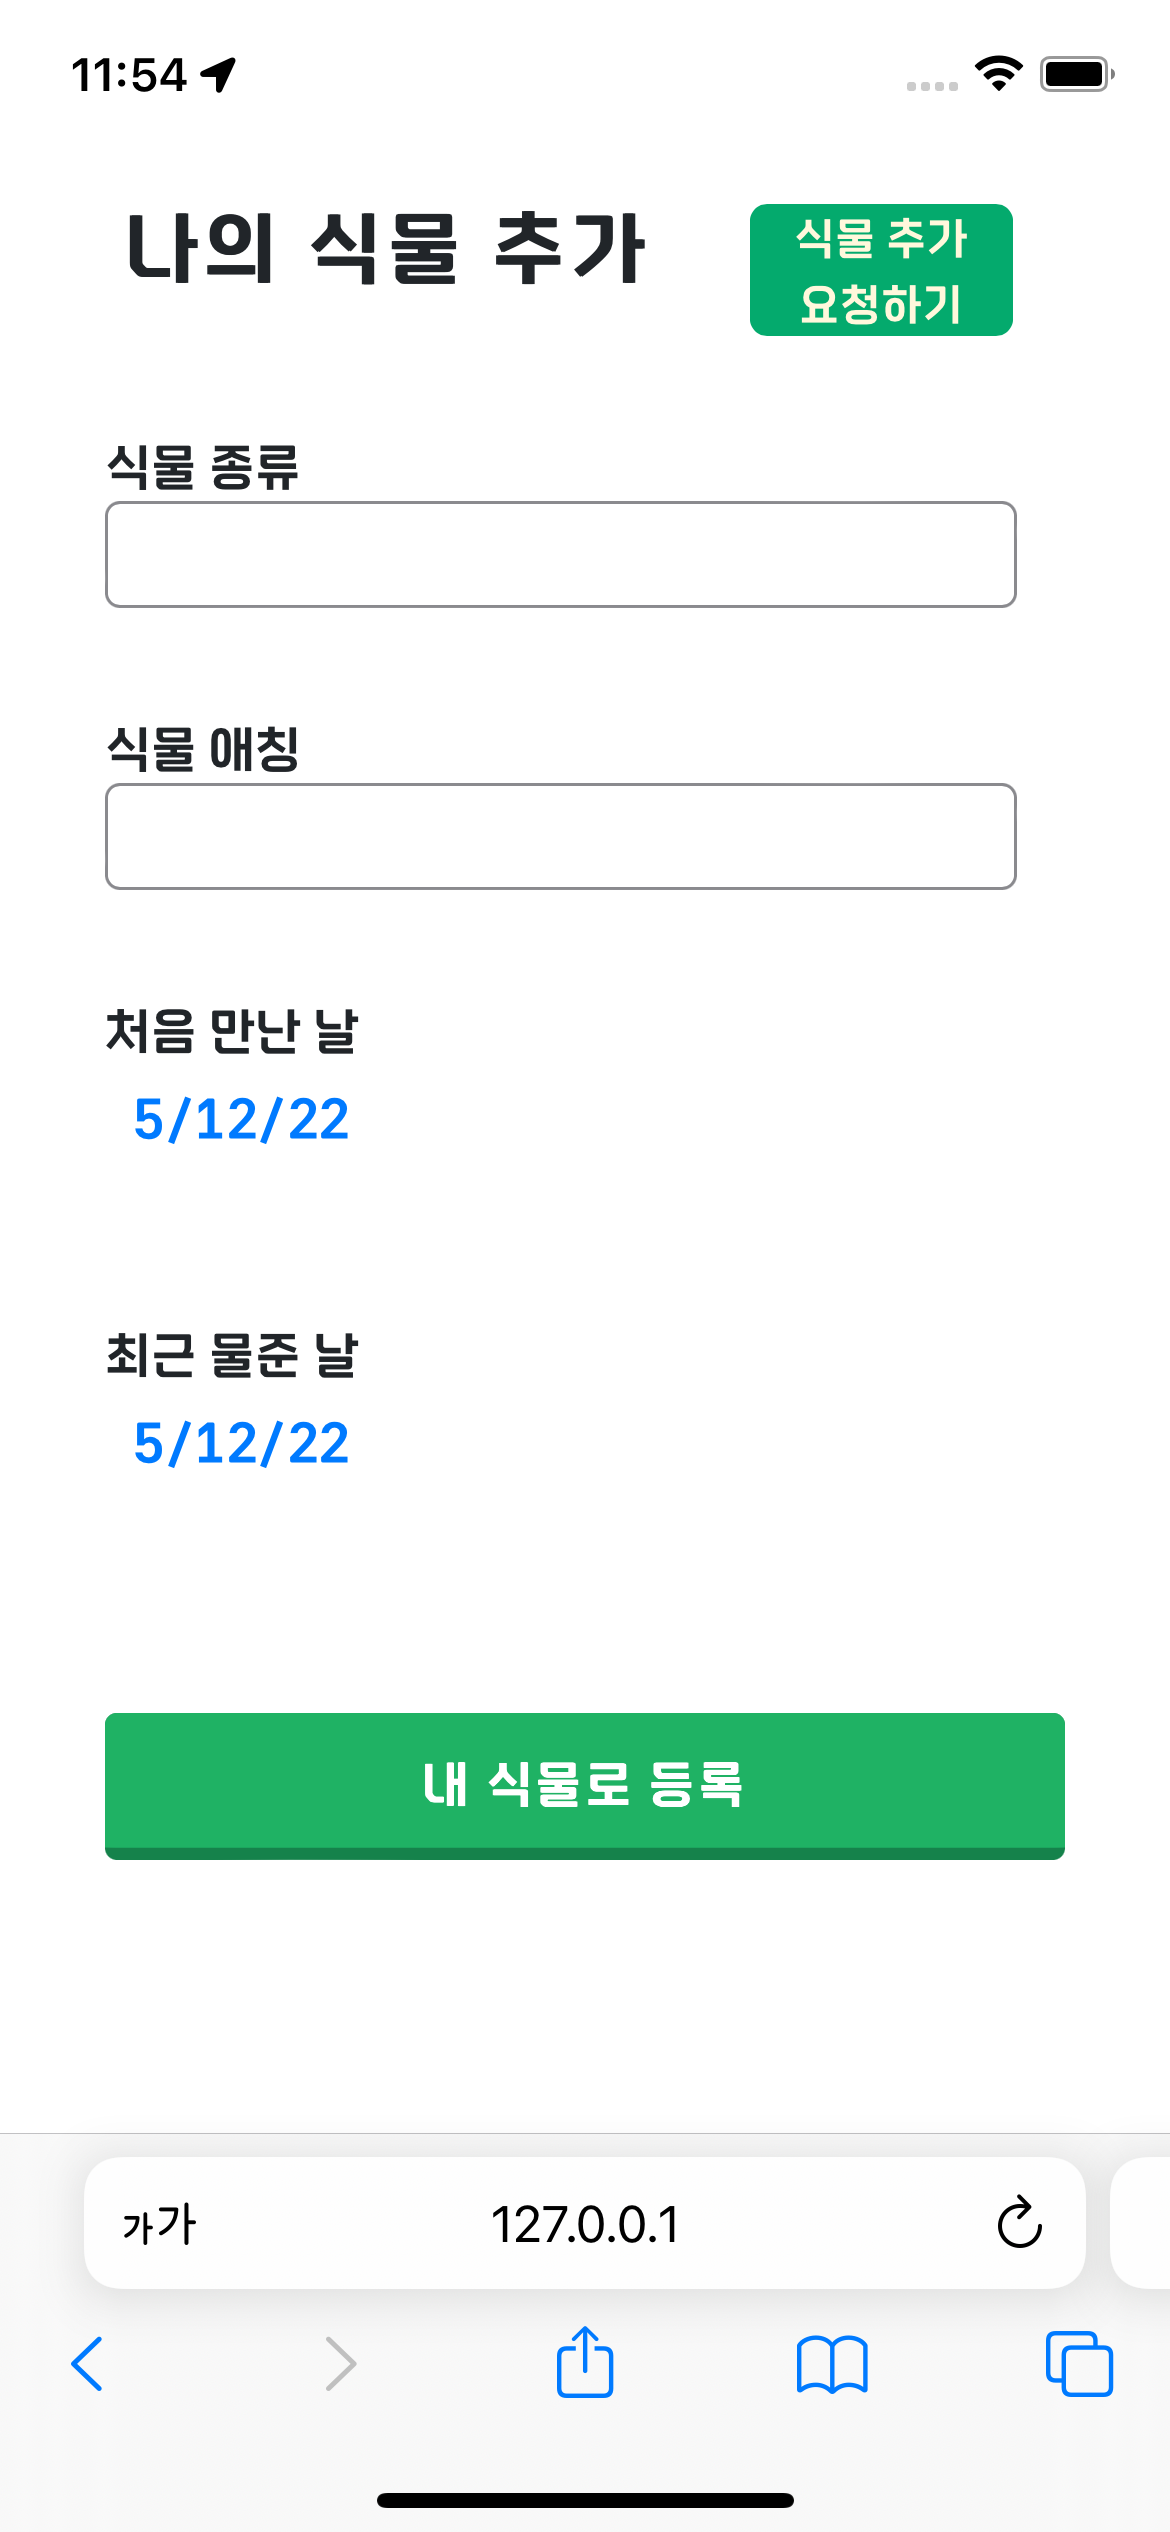 11:54
나의 식물 추가
식물 추가
요청하기
식물 종류
식물 애칭
처음 만난 날
5/12/22
최근 물준 날
5/12/22
내 식물로 등록
가가 127.0.0.1